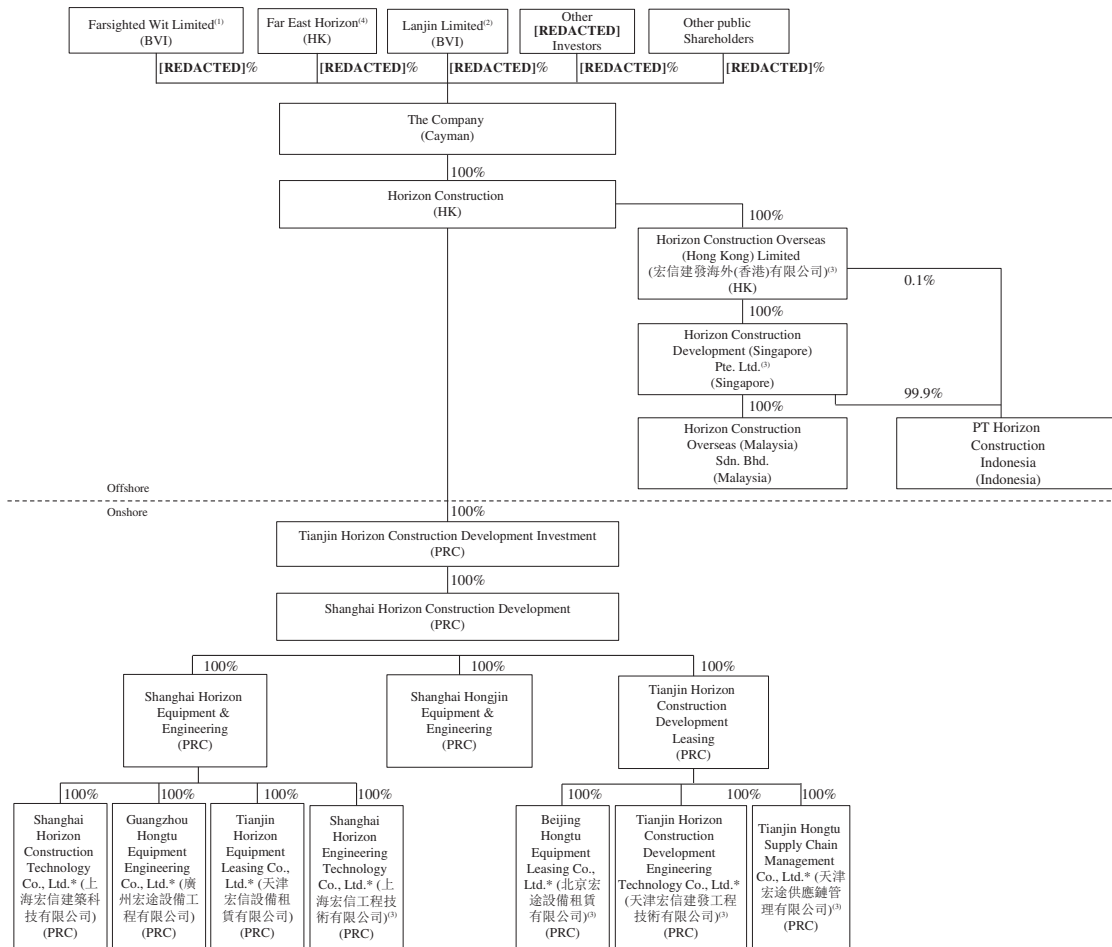 Farsighted Wit Limited(1)
(BVI)
Far East Horizon(4)
(HK)
Lanjin Limited(2)
(BVI)
Other
[REDACTED]
Investors
Other public
Shareholders
[REDACTED]%
[REDACTED]%
[REDACTED]%
[REDACTED]%
[REDACTED]%
The Company
(Cayman)
100%
Horizon Construction
(HK)
100%
Horizon Construction Overseas
(Hong Kong) Limited
(宏信建發海外(香港)有限公司)(3)
(HK)
0.1%
100%
Horizon Construction
Development (Singapore)
Pte. Ltd.(3)
(Singapore)
99.9%
100%
Horizon Construction
Overseas (Malaysia)
Sdn. Bhd.
(Malaysia)
PT Horizon
Construction
Indonesia
(Indonesia)
Offshore
Onshore
100%
Tianjin Horizon Construction Development Investment
(PRC)
100%
Shanghai Horizon Construction Development
(PRC)
100%
100%
100%
Shanghai Horizon
Equipment &
Engineering
(PRC)
Shanghai Hongjin
Equipment &
Engineering
(PRC)
Tianjin Horizon
Construction
Development
Leasing
(PRC)
100%
100%
100%
100%
100%
100%
100%
Shanghai
Horizon
Construction
Technology
Co., Ltd.* (上
海宏信建築科
技有限公司)
(PRC)
Guangzhou
Hongtu
Equipment
Engineering
Co., Ltd.* (廣
州宏途設備工
程有限公司)
(PRC)
Tianjin
Horizon
Equipment
Leasing Co.,
Ltd.* (天津
宏信設備租
賃有限公司)
(PRC)
Shanghai
Horizon
Engineering
Technology
Co., Ltd.* (上
海宏信工程技
術有限公司)(3)
(PRC)
Beijing
Hongtu
Equipment
Leasing Co.,
Ltd.* (北京宏
途設備租賃
有限公司)(3)
(PRC)
Tianjin Horizon
Construction
Development
Engineering
Technology Co., Ltd.*
(天津宏信建發工程
技術有限公司)(3)
(PRC)
Tianjin Hongtu
Supply Chain
Management
Co., Ltd.* (天津
宏途供應鏈管
理有限公司)(3)
(PRC)